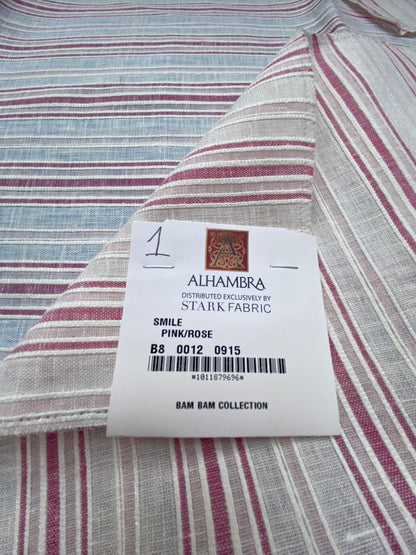 1
A
ALHAMBRA
DISTRIBUTED EXCLUSIVELY BY
STARK FABRIC
SMILE
PINK/ROSE
B8 0012 0915
*1011879696*
BAM BAM COLLECTION